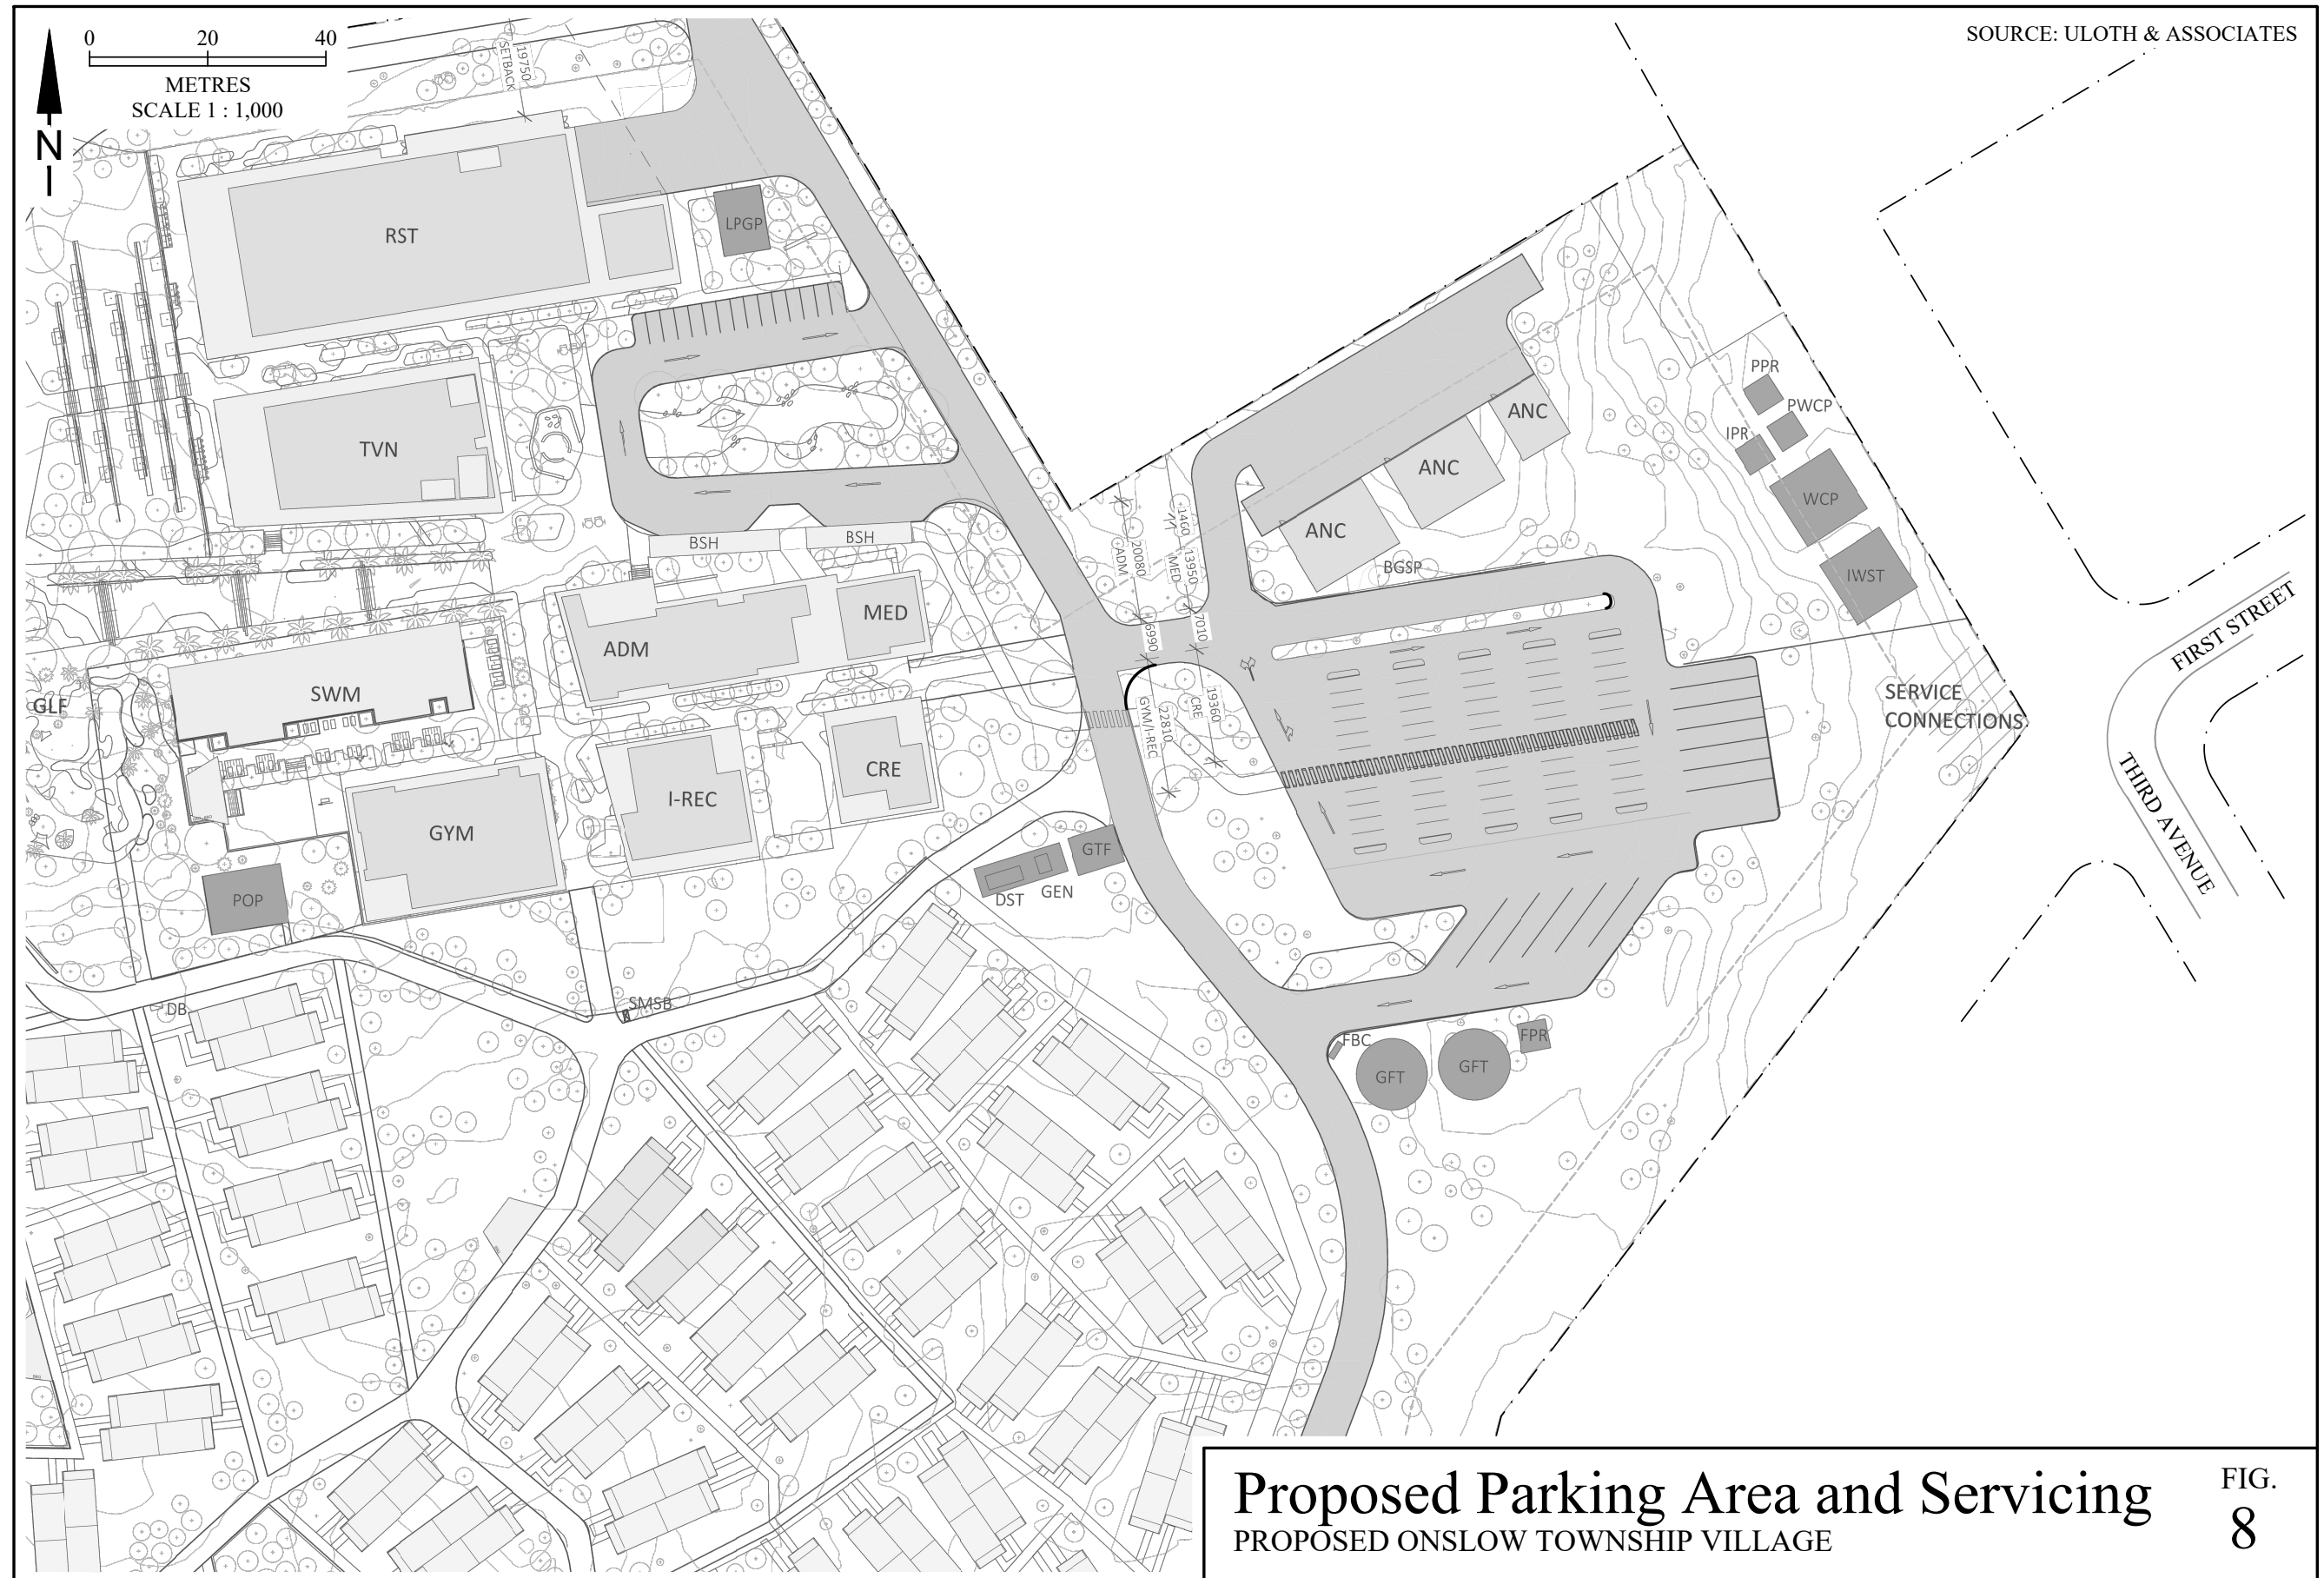 SOURCE: ULOTH & ASSOCIATES
0 20 40
METRES
SCALE 1 : 1,000
N
19750
SETBACK
RST
LPGP
TVN
BSH
BSH
ADM
MED
SWM
GLF
GYM
I-REC
CRE
POP
DB
SMSB
DST
GEN
GTF
ANC
ANC
ANC
BGSP
20080
ADM
1460
13950
MED
6990
7010
GYM/I-REC
22810
CRE
19360
PPR
PWCP
IPR
WCP
IWST
SERVICE
CONNECTIONS
FIRST STREET
THIRD AVENUE
FBC
GFT
GFT
FPR
Proposed Parking Area and Servicing
PROPOSED ONSLOW TOWNSHIP VILLAGE
FIG.
8